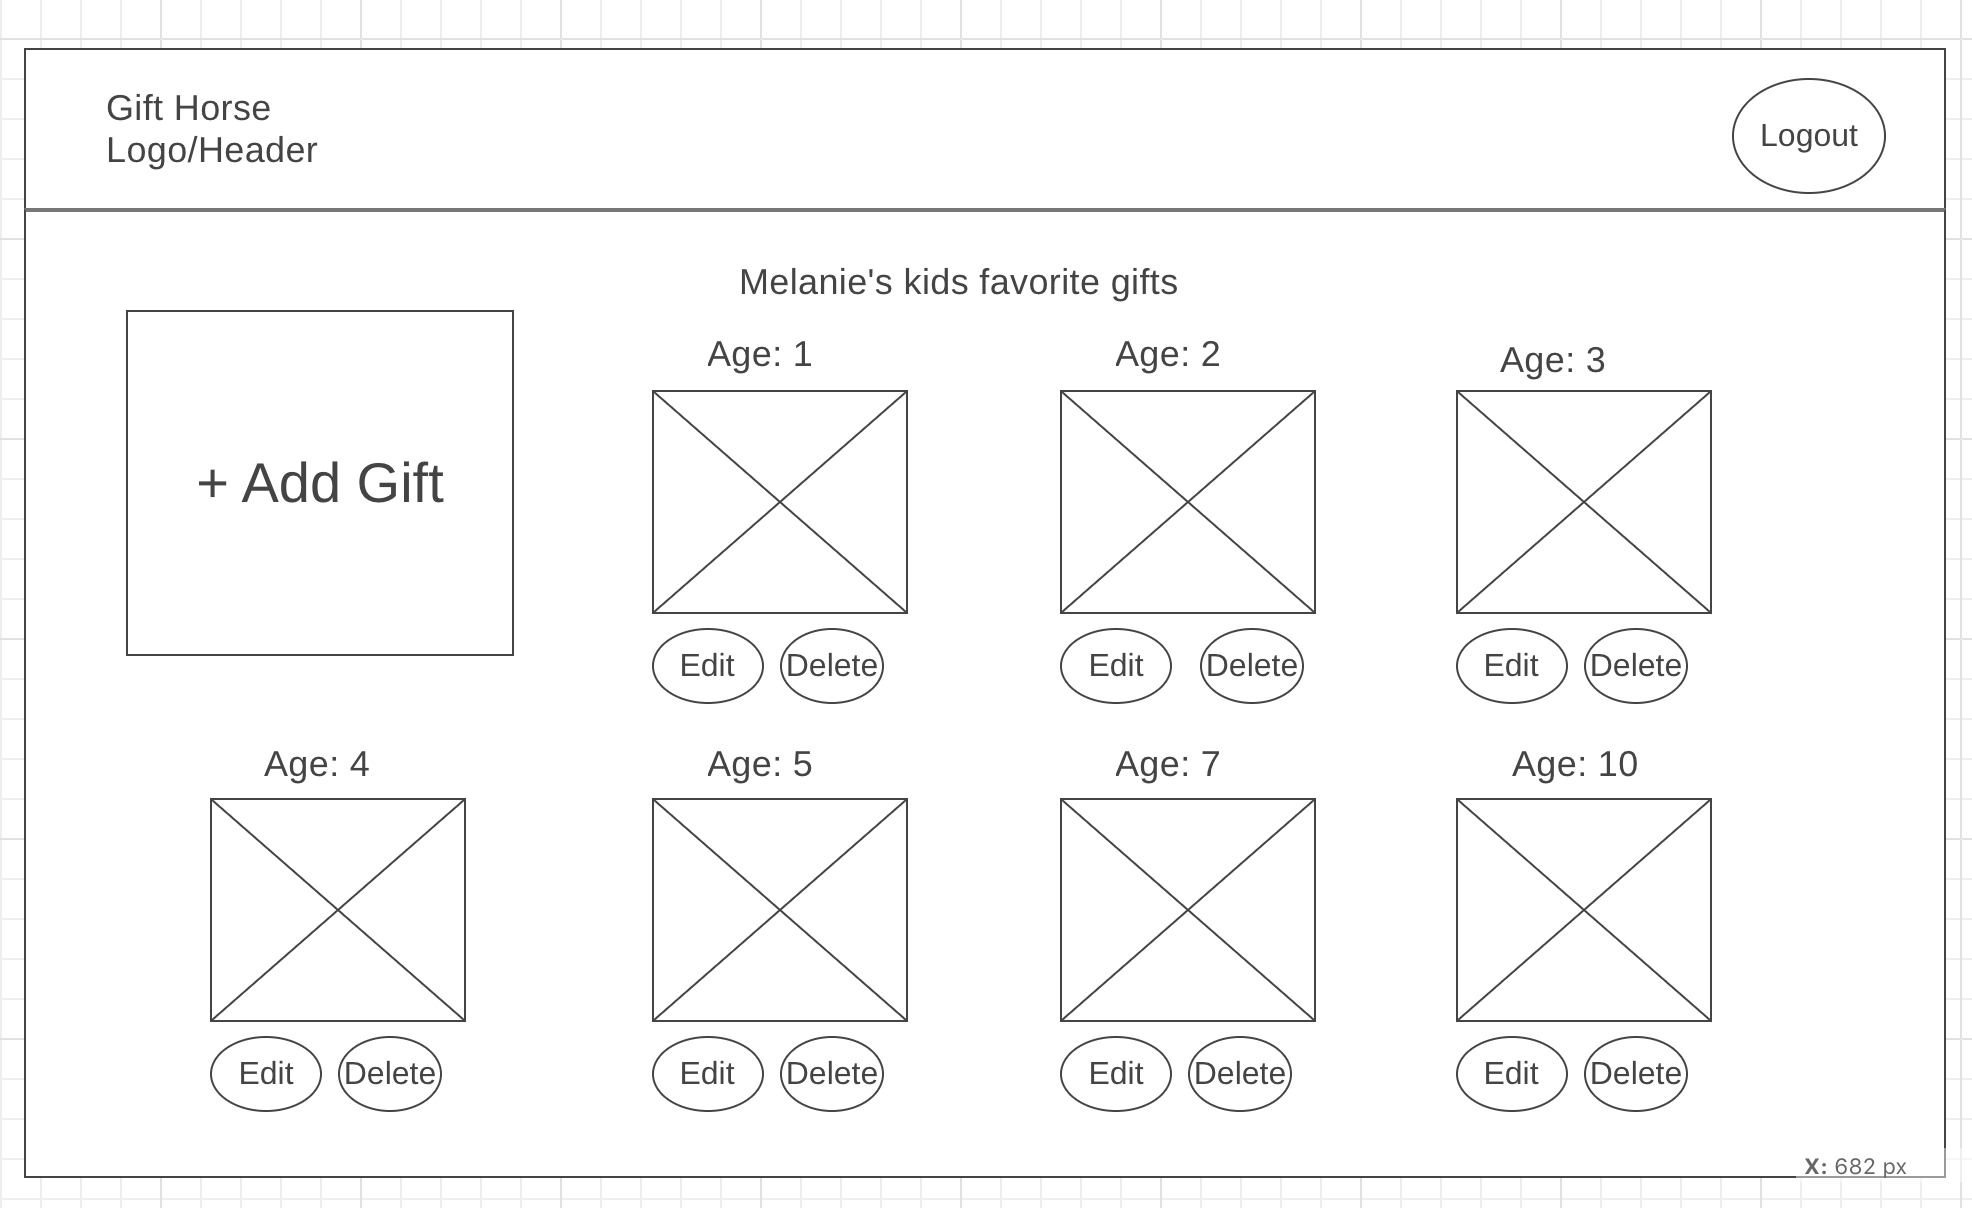 Gift Horse
Logo/Header
Logout
Melanie's kids favorite gifts
+ Add Gift
Age: 1
Age: 2
Age: 3
Edit Delete
Edit Delete
Edit Delete
Age: 4
Age: 5
Age: 7
Age: 10
Edit Delete
Edit Delete
Edit Delete
Edit Delete
X: 682 px